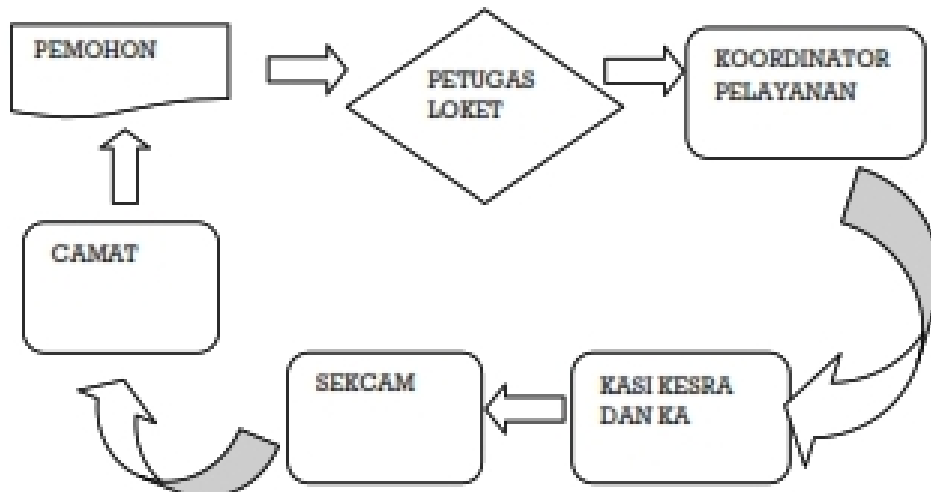 PEMOHON
PETUGAS
LOKET
KOORDINATOR
PELAYANAN
KASI KESRA
DAN KA
SEKCAM
CAMAT